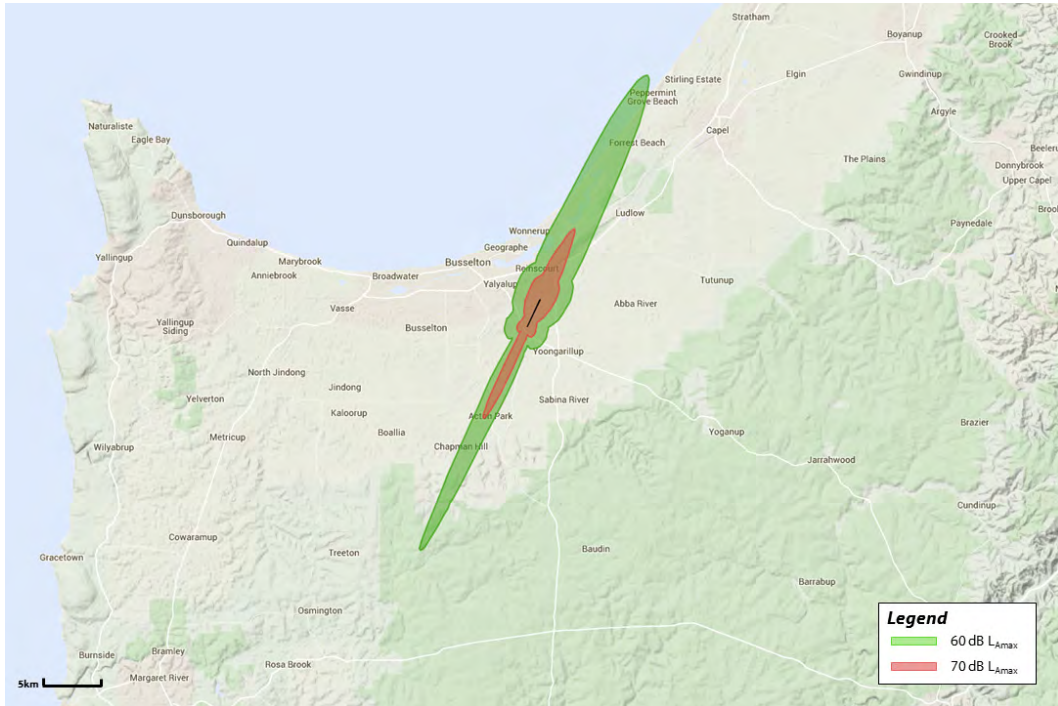 Stratham
Boyanup
Crooked
Brook
Elgin
Gwindinup
Stirling Estate
Peppermint
Grove Beach
Argyle
Naturaliste
Eagle Bay
Capel
Forrest Beach
The Plains
Donnybrook
Upper Capel
Dunsborough
Ludlow
Paynedale
Wonnerup
Quindalup
Geographe
Yallingup
Marybrook
Busselton
Reinscourt
Anniebrook
Broadwater
Yalyalup
Tutunup
Vasse
Abba River
Yallingup
Siding
Busselton
Yoongarillup
North Jindong
Jindong
Yelverton
Sabina River
Kaloorup
Acton Park
Brazier
Boallia
Yoganup
Metricup
Wilyabrup
Chapman Hill
Jarrahwood
Cundinup
Cowaramup
Gracetown
Treeton
Baudin
Barrabup
Osmington
Legend
60 dB LAmax
70 dB LAmax
Burnside
Bramley
Rosa Brook
Margaret River
5km